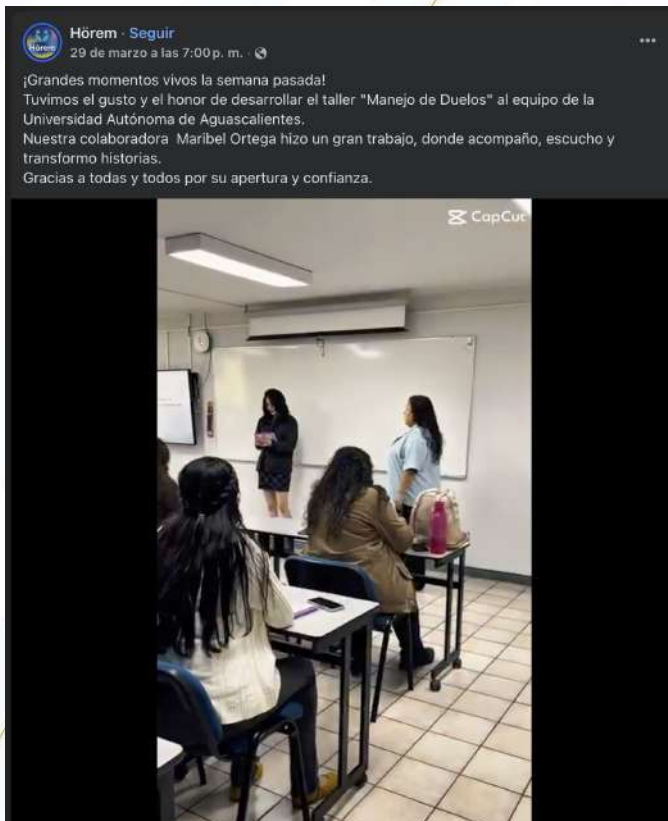 Hörem · Seguir
29 de marzo a las 7:00 p. m. ·
¡Grandes momentos vivos la semana pasada!
Tuvimos el gusto y el honor de desarrollar el taller "Manejo de Duelos" al equipo de la
Universidad Autónoma de Aguascalientes.
Nuestra colaboradora Maribel Ortega hizo un gran trabajo, donde acompaño, escucho y
transformo historias.
Gracias a todas y todos por su apertura y confianza.
CapCut